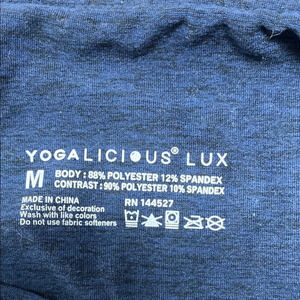 YOGALICIOUS® LUX
M BODY : 88% POLYESTER 12% SPANDEX
CONTRAST : 90% POLYESTER 10% SPANDEX
MADE IN CHINA RN 144527
Exclusive of decoration
Wash with like colors
Do not use fabric softeners